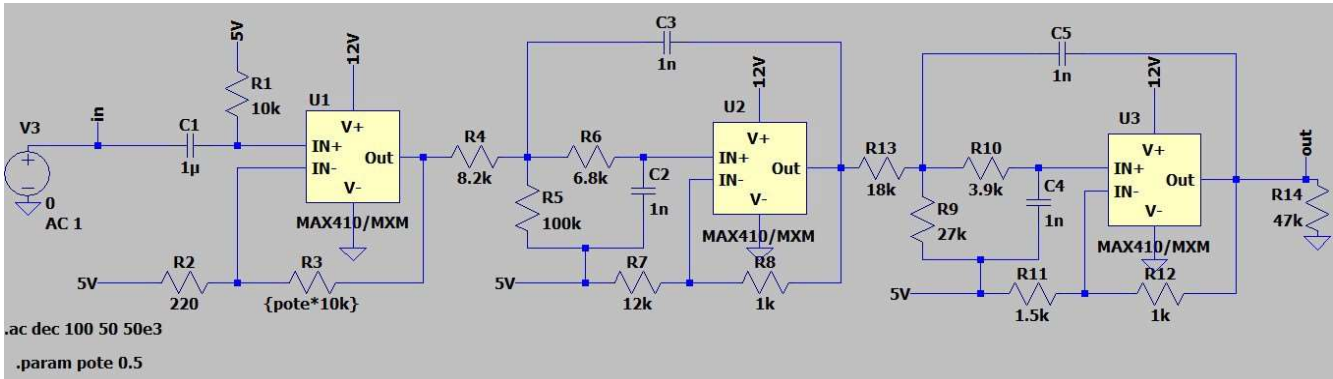 V3
0
AC 1
in
C1
1µ
5V
R1
10k
12V
U1
IN+
IN-
V+
Out
V-
MAX410/MXM
5V
R2
220
R3
{pote*10k}
R4
8.2k
C3
1n
R6
6.8k
R5
100k
C2
1n
12V
U2
IN+
IN-
V+
Out
V-
MAX410/MXM
5V
R7
12k
R8
1k
R13
18k
C5
1n
R10
3.9k
R9
27k
C4
1n
12V
U3
IN+
IN-
V+
Out
V-
MAX410/MXM
5V
R11
1.5k
R12
1k
out
R14
47k
.ac dec 100 50 50e3
.param pote 0.5